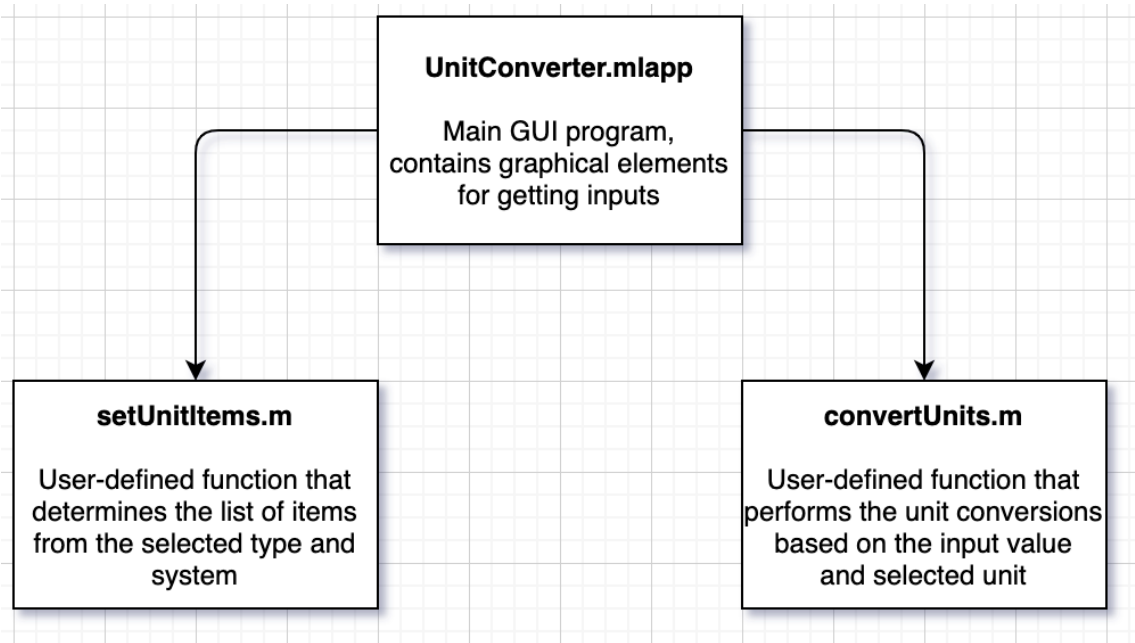 UnitConverter.mlapp
Main GUI program,
contains graphical elements
for getting inputs
setUnitItems.m
User-defined function that
determines the list of items
from the selected type and
system
convertUnits.m
User-defined function that
performs the unit conversions
based on the input value
and selected unit